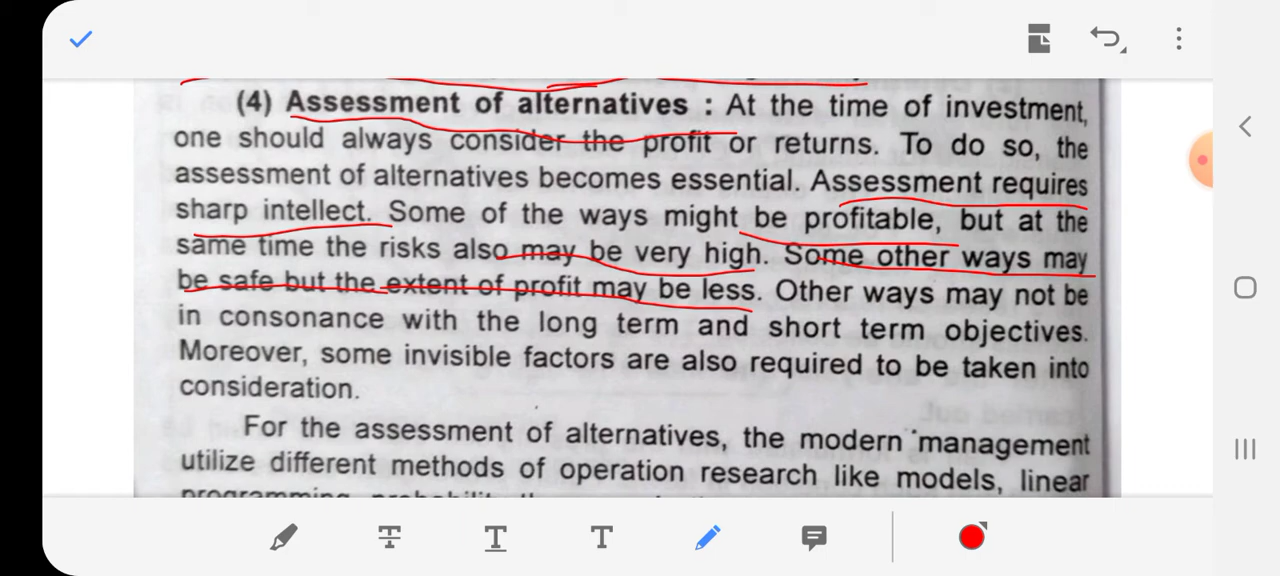 (4) Assessment of alternatives : At the time of investment,
one should always consider the profit or returns. To do so, the
assessment of alternatives becomes essential. Assessment requires
sharp intellect. Some of the ways might be profitable, but at the
same time the risks also may be very high. Some other ways may
be safe but the extent of profit may be less. Other ways may not be
in consonance with the long term and short term objectives.
Moreover, some invisible factors are also required to be taken into
consideration.
For the assessment of alternatives, the modern management
utilize different methods of operation research like models, linear
T T T